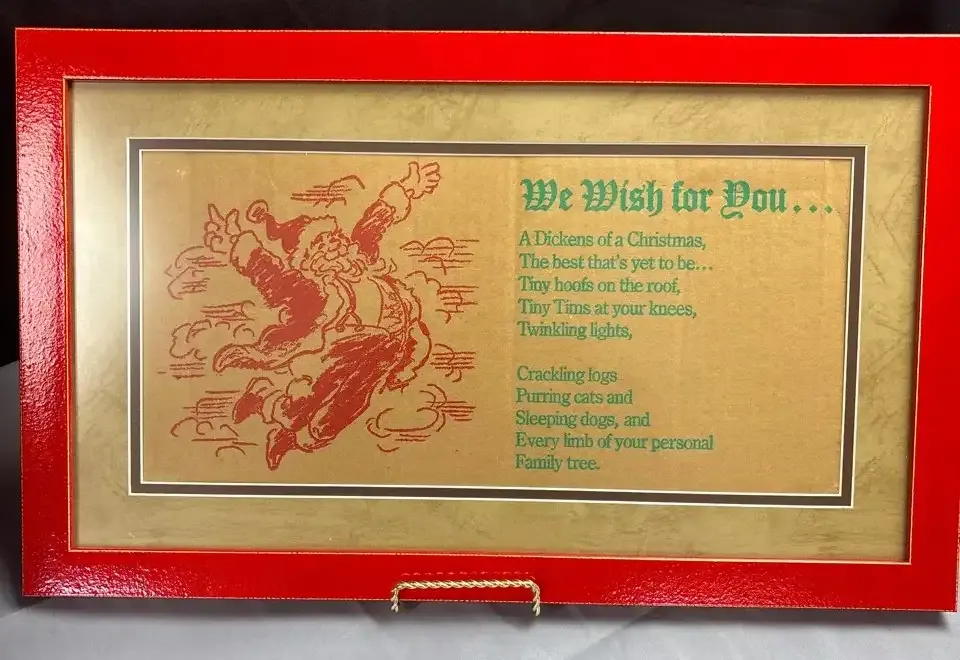 We Wish for You...
A Dickens of a Christmas,
The best that's yet to be...
Tiny hoofs on the roof,
Tiny Tims at your knees,
Twinkling lights,
Crackling logs
Purring cats and
Sleeping dogs, and
Every limb of your personal
Family tree.